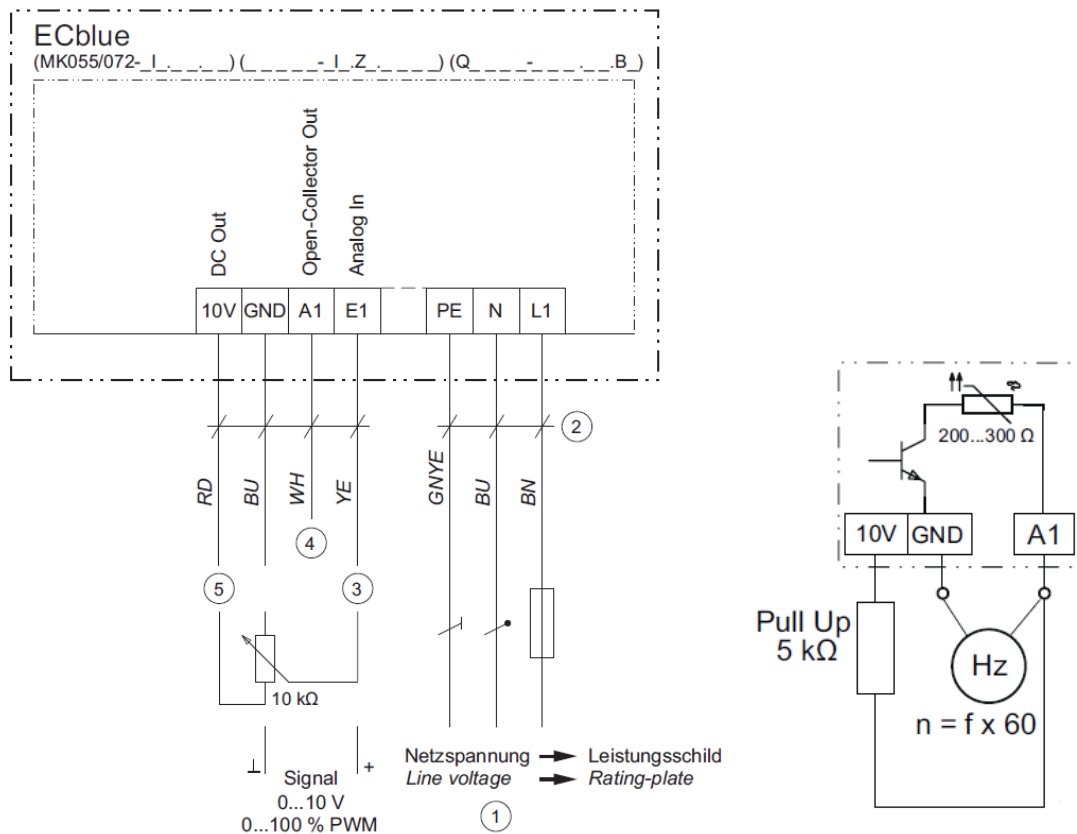 ECblue
(MK055/072-_I_._ _._ _) (_ _ _ _ _-_I_.Z_._ _ _ _) (Q_ _ _ _-_ _ _._ _.B_)
DC Out
Open-Collector Out
Analog In
10V GND A1 E1 PE N L1
2
RD BU WH YE GNYE BU BN
4
5 3
10 kΩ
⊥ Signal +
0...10 V
0...100 % PWM
Netzspannung → Leistungsschild
Line voltage → Rating-plate
1
200...300 Ω
10V GND A1
Pull Up
5 kΩ
Hz
n = f x 60